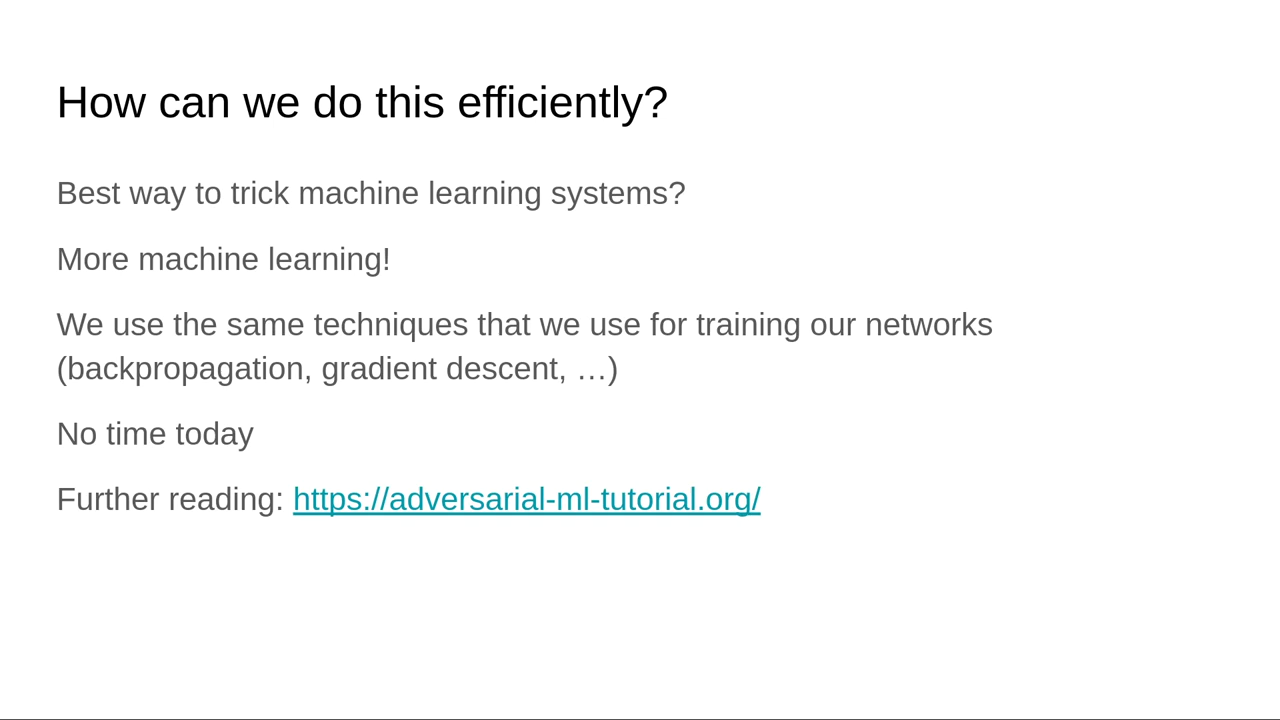 How can we do this efficiently?
Best way to trick machine learning systems?
More machine learning!
We use the same techniques that we use for training our networks
(backpropagation, gradient descent, …)
No time today
Further reading: https://adversarial-ml-tutorial.org/